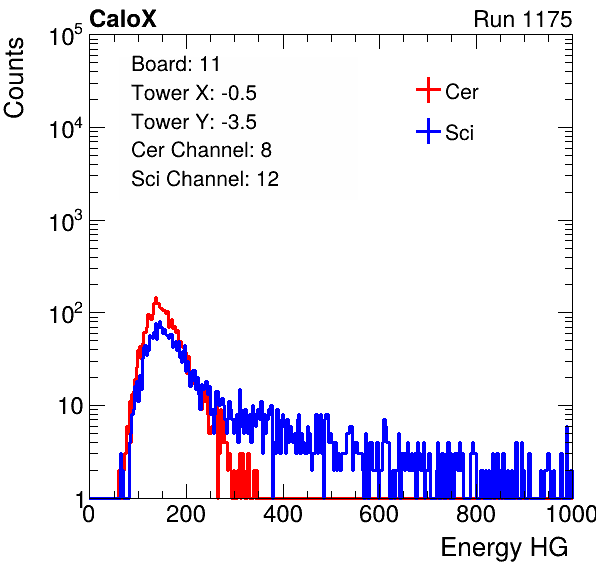 CaloX Run 1175
Counts
10^5
10^4
10^3
10^2
10
1
Board: 11
Tower X: -0.5
Tower Y: -3.5
Cer Channel: 8
Sci Channel: 12
Cer
Sci
0 200 400 600 800 1000
Energy HG